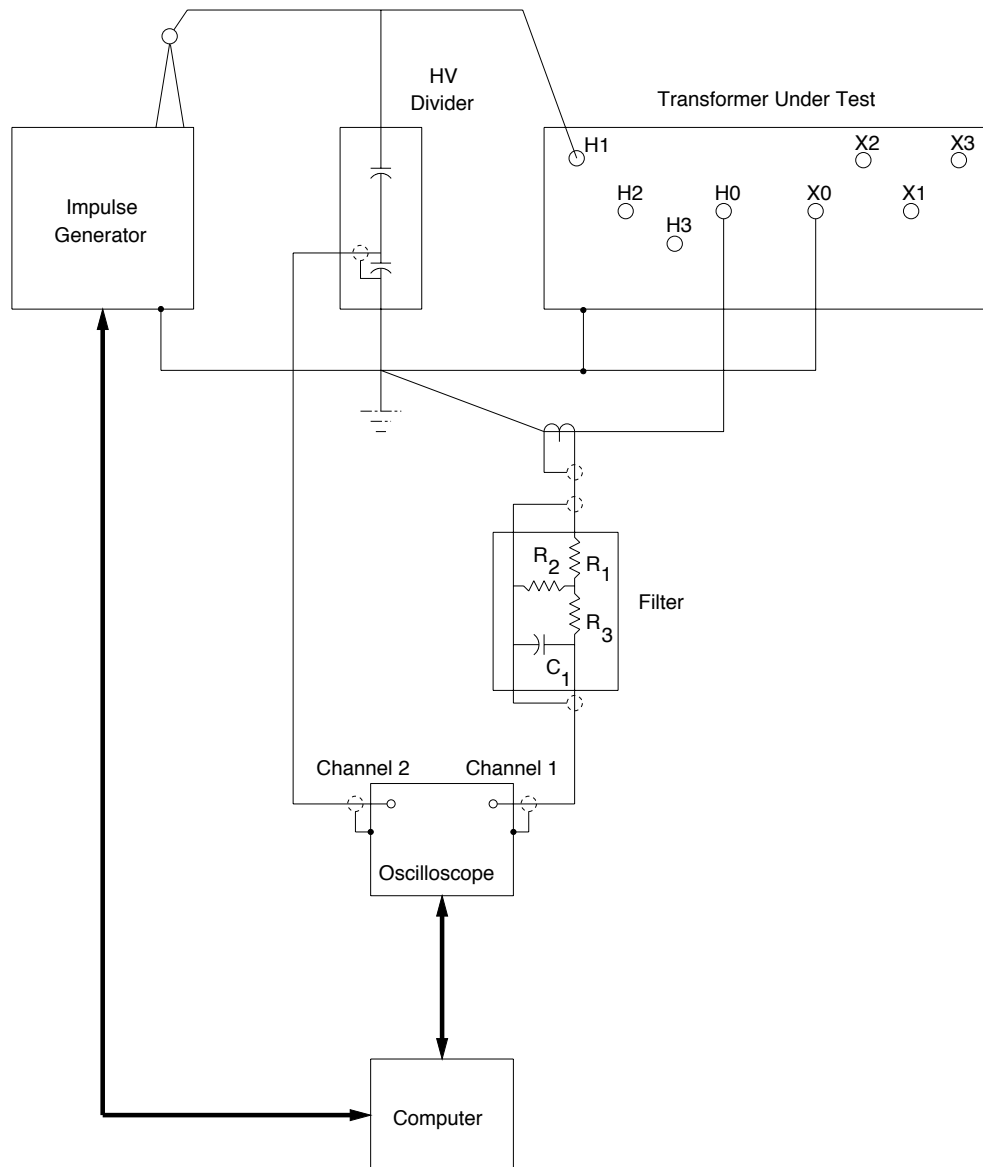 HV
Divider
Transformer Under Test
Impulse
Generator
H1
H2
H3
H0
X0
X2
X1
X3
R2
R1
R3
C1
Filter
Channel 2
Channel 1
Oscilloscope
Computer